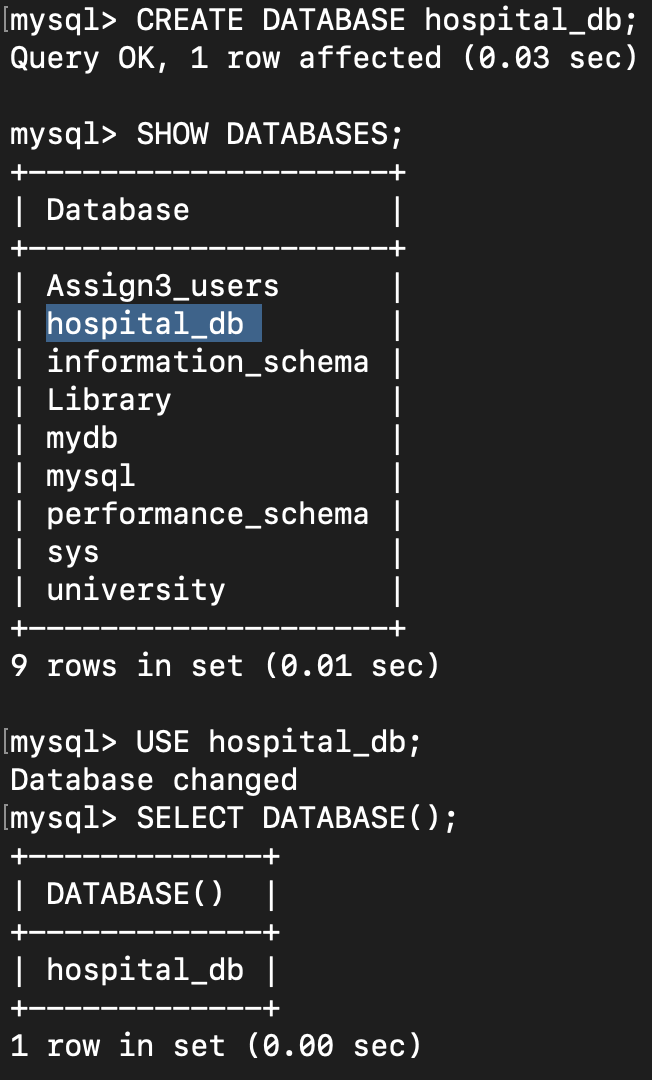 [mysql> CREATE DATABASE hospital_db;
Query OK, 1 row affected (0.03 sec)

mysql> SHOW DATABASES;
+--------------------+
| Database           |
+--------------------+
| Assign3_users      |
| hospital_db        |
| information_schema |
| Library            |
| mydb               |
| mysql              |
| performance_schema |
| sys                |
| university         |
+--------------------+
9 rows in set (0.01 sec)

[mysql> USE hospital_db;
Database changed
[mysql> SELECT DATABASE();
+-------------+
| DATABASE()  |
+-------------+
| hospital_db |
+-------------+
1 row in set (0.00 sec)